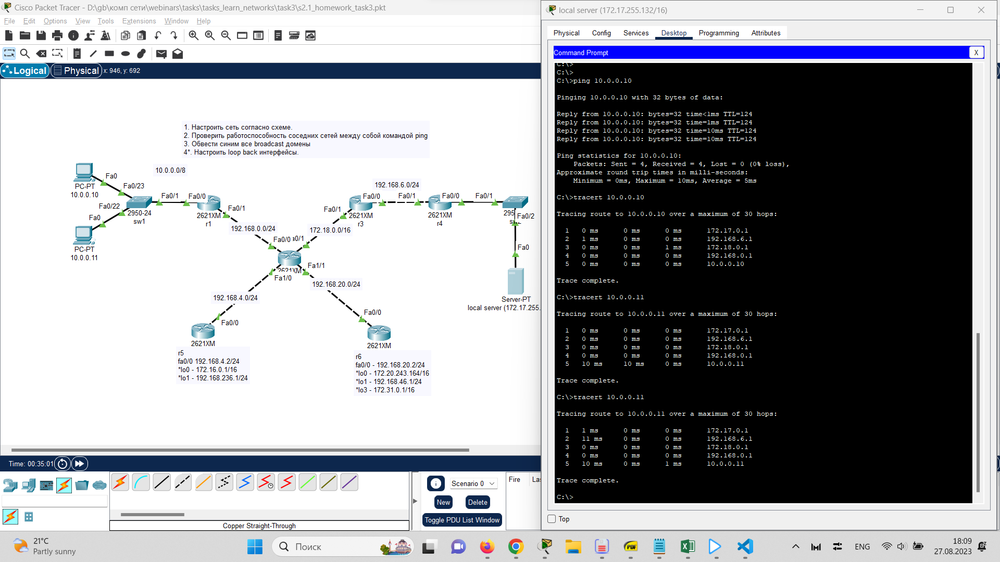 Cisco Packet Tracer - D:\gb\комп сети\webinars\tasks\tasks_learn_networks\task3\s2.1_homework_task3.pkt
File Edit Options View Tools Extensions Window Help
Logical Physical x: 946, y: 692
1. Настроить сеть согласно схеме.
2. Проверить работоспособность соседних сетей между собой командой ping
3. Обвести синим все broadcast домены
4*. Настроить loop back интерфейсы.
10.0.0.0/8
Fa0
PC-PT
10.0.0.10
Fa0/23
Fa0/22
Fa0
PC-PT
10.0.0.11
2950-24
sw1
Fa0/1
Fa0/0
2621XM
r1
Fa0/1
192.168.0.0/24
192.168.6.0/24
Fa0/0
Fa0/1
2621XM
r3
Fa0/1
172.18.0.0/16
Fa0/0
2621XM
r4
Fa0/1
295
Fa0/2
Fa0
Server-PT
local server (172.17.255.
Fa0/0
2621XM
Fa1/1
Fa1/0
192.168.20.0/24
192.168.4.0/24
Fa0/0
2621XM
r5
fa0/0 192.168.4.2/24
*lo0 - 172.16.0.1/16
*lo1 - 192.168.236.1/24
Fa0/0
2621XM
r6
fa0/0 - 192.168.20.2/24
*lo0 - 172.20.243.164/16
*lo1 - 192.168.46.1/24
*lo3 - 172.31.0.1/16
Time: 00:35:01
Scenario 0
Fire
New Delete
Toggle PDU List Window
Copper Straight-Through
local server (172.17.255.132/16)
Physical Config Services Desktop Programming Attributes
Command Prompt
X
C:\>
C:\>
C:\>ping 10.0.0.10
Pinging 10.0.0.10 with 32 bytes of data:
Reply from 10.0.0.10: bytes=32 time<1ms TTL=124
Reply from 10.0.0.10: bytes=32 time=1ms TTL=124
Reply from 10.0.0.10: bytes=32 time=10ms TTL=124
Reply from 10.0.0.10: bytes=32 time=10ms TTL=124
Ping statistics for 10.0.0.10:
Packets: Sent = 4, Received = 4, Lost = 0 (0% loss),
Approximate round trip times in milli-seconds:
Minimum = 0ms, Maximum = 10ms, Average = 5ms
C:\>tracert 10.0.0.10
Tracing route to 10.0.0.10 over a maximum of 30 hops:
1 0 ms 0 ms 0 ms 172.17.0.1
2 1 ms 0 ms 0 ms 192.168.6.1
3 0 ms 0 ms 1 ms 172.18.0.1
4 0 ms 0 ms 0 ms 192.168.0.1
5 0 ms 0 ms 0 ms 10.0.0.10
Trace complete.
C:\>tracert 10.0.0.11
Tracing route to 10.0.0.11 over a maximum of 30 hops:
1 0 ms 0 ms 0 ms 172.17.0.1
2 0 ms 0 ms 0 ms 192.168.6.1
3 0 ms 0 ms 0 ms 172.18.0.1
4 0 ms 0 ms 0 ms 192.168.0.1
5 10 ms 10 ms 0 ms 10.0.0.11
Trace complete.
C:\>tracert 10.0.0.11
Tracing route to 10.0.0.11 over a maximum of 30 hops:
1 1 ms 0 ms 0 ms 172.17.0.1
2 11 ms 0 ms 0 ms 192.168.6.1
3 0 ms 0 ms 0 ms 172.18.0.1
4 0 ms 0 ms 0 ms 192.168.0.1
5 10 ms 0 ms 1 ms 10.0.0.11
Trace complete.
C:\>
Top
21°C
Partly sunny
Поиск
PDF
ENG
18:09
27.08.2023